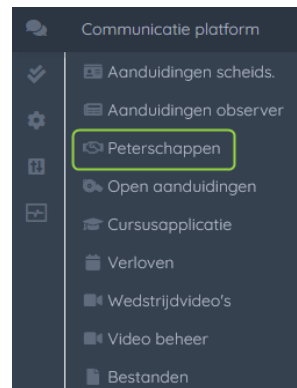 Communicatie platform
Aanduidingen scheids.
Aanduidingen observer
Peterschappen
Open aanduidingen
Cursusapplicatie
Verloven
Wedstrijdvideo's
Video beheer
Bestanden